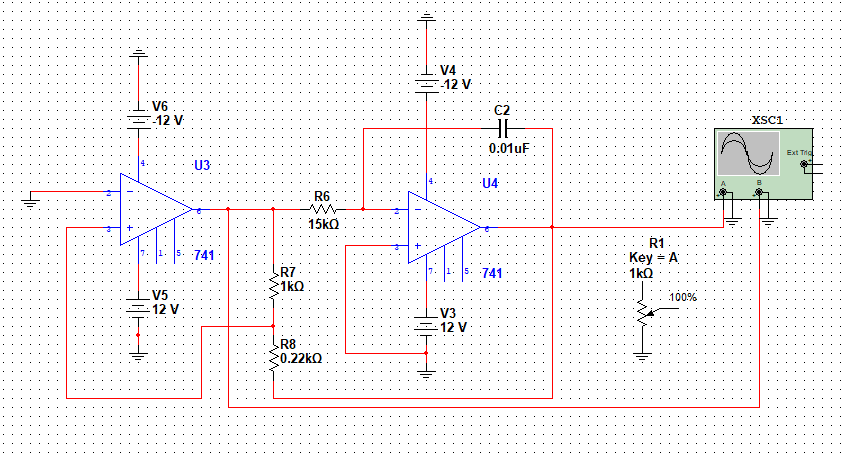 V4
-12 V
V6
-12 V
C2
0.01uF
XSC1
Ext Trig
+
A
B
+
+
4
U3
4
U4
2
6
3
7
1
5
741
R6
15kΩ
2
6
3
7
1
5
741
R1
Key = A
1kΩ
100%
R7
1kΩ
V5
12 V
V3
12 V
R8
0.22kΩ